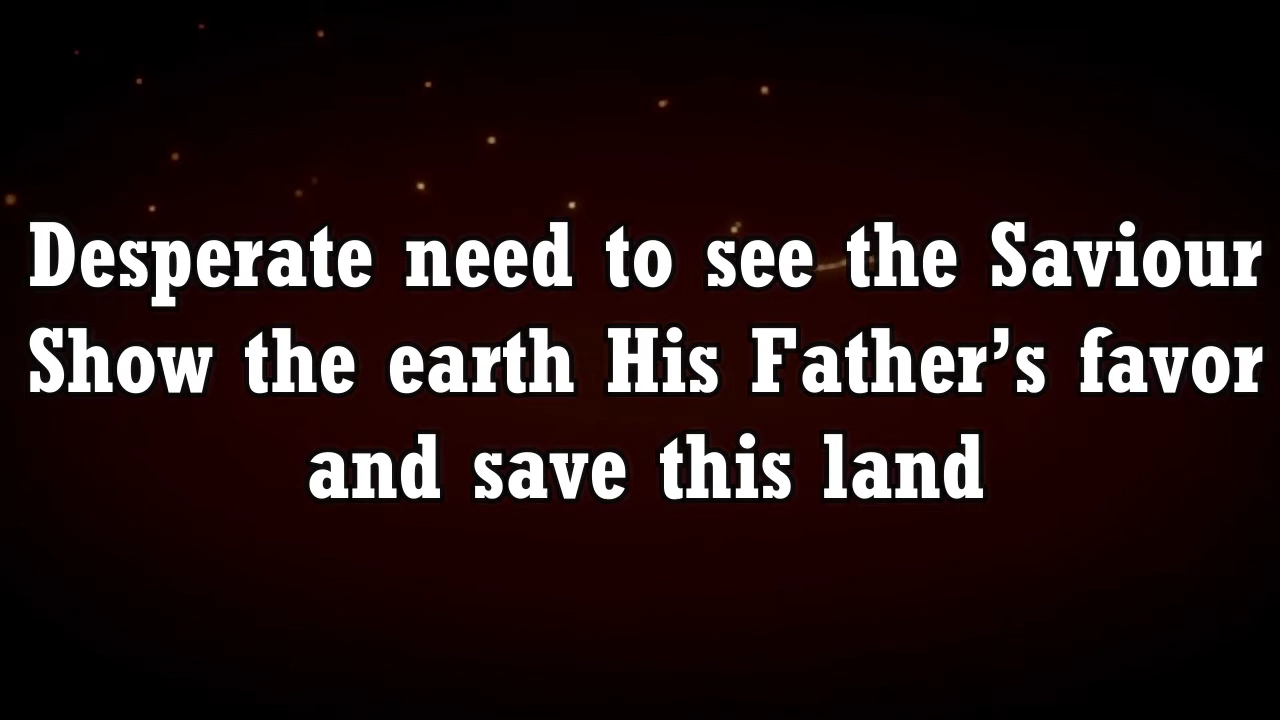 Desperate need to see the Saviour
Show the earth His Father’s favor
and save this land